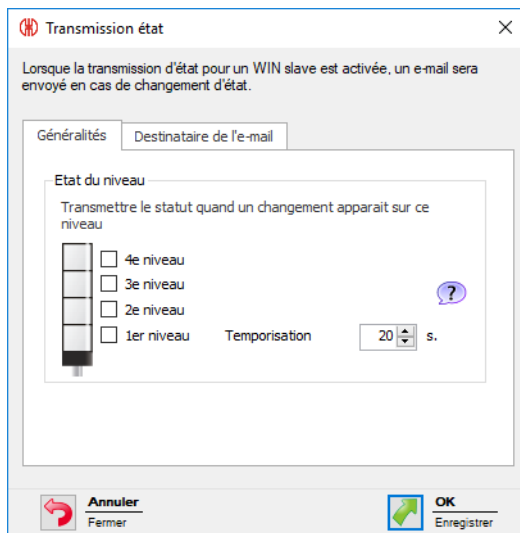 Transmission état
Lorsque la transmission d'état pour un WIN slave est activée, un e-mail sera
envoyé en cas de changement d'état.
Généralités
Destinataire de l'e-mail
Etat du niveau
Transmettre le statut quand un changement apparait sur ce
niveau
4e niveau
3e niveau
2e niveau
1er niveau Temporisation 20 s.
?
Annuler
Fermer
OK
Enregistrer